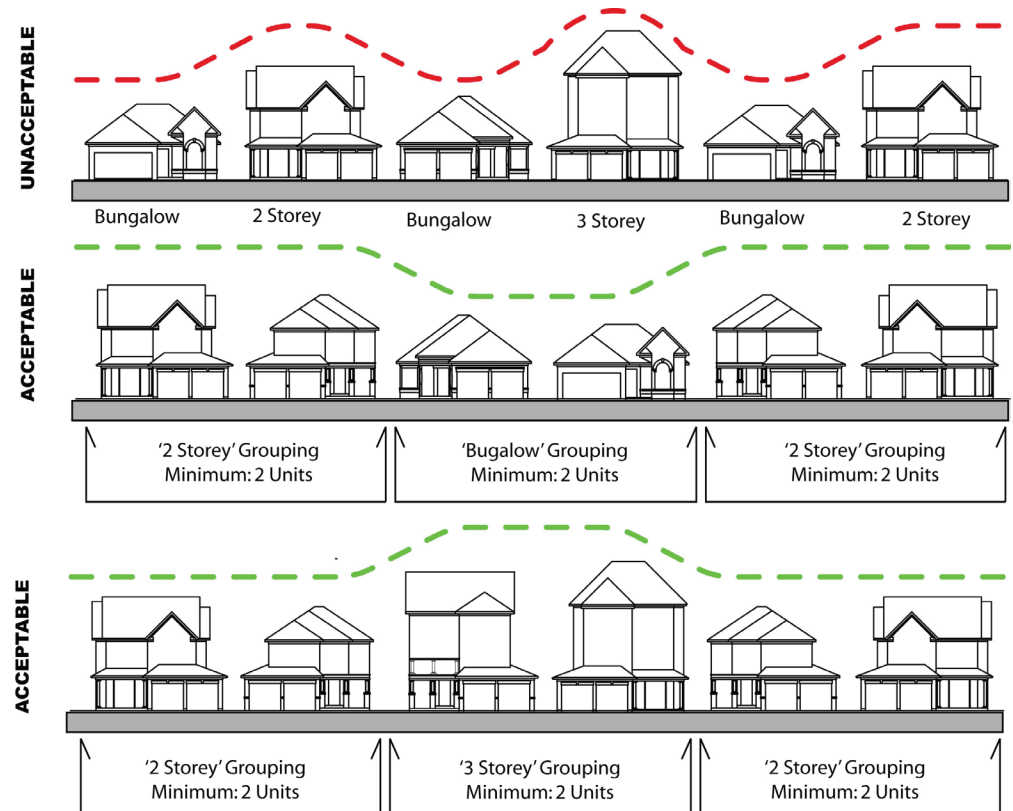 UNACCEPTABLE
Bungalow
2 Storey
Bungalow
3 Storey
Bungalow
2 Storey
ACCEPTABLE
‘2 Storey’ Grouping
Minimum: 2 Units
‘Bugalow’ Grouping
Minimum: 2 Units
‘2 Storey’ Grouping
Minimum: 2 Units
ACCEPTABLE
‘2 Storey’ Grouping
Minimum: 2 Units
‘3 Storey’ Grouping
Minimum: 2 Units
‘2 Storey’ Grouping
Minimum: 2 Units